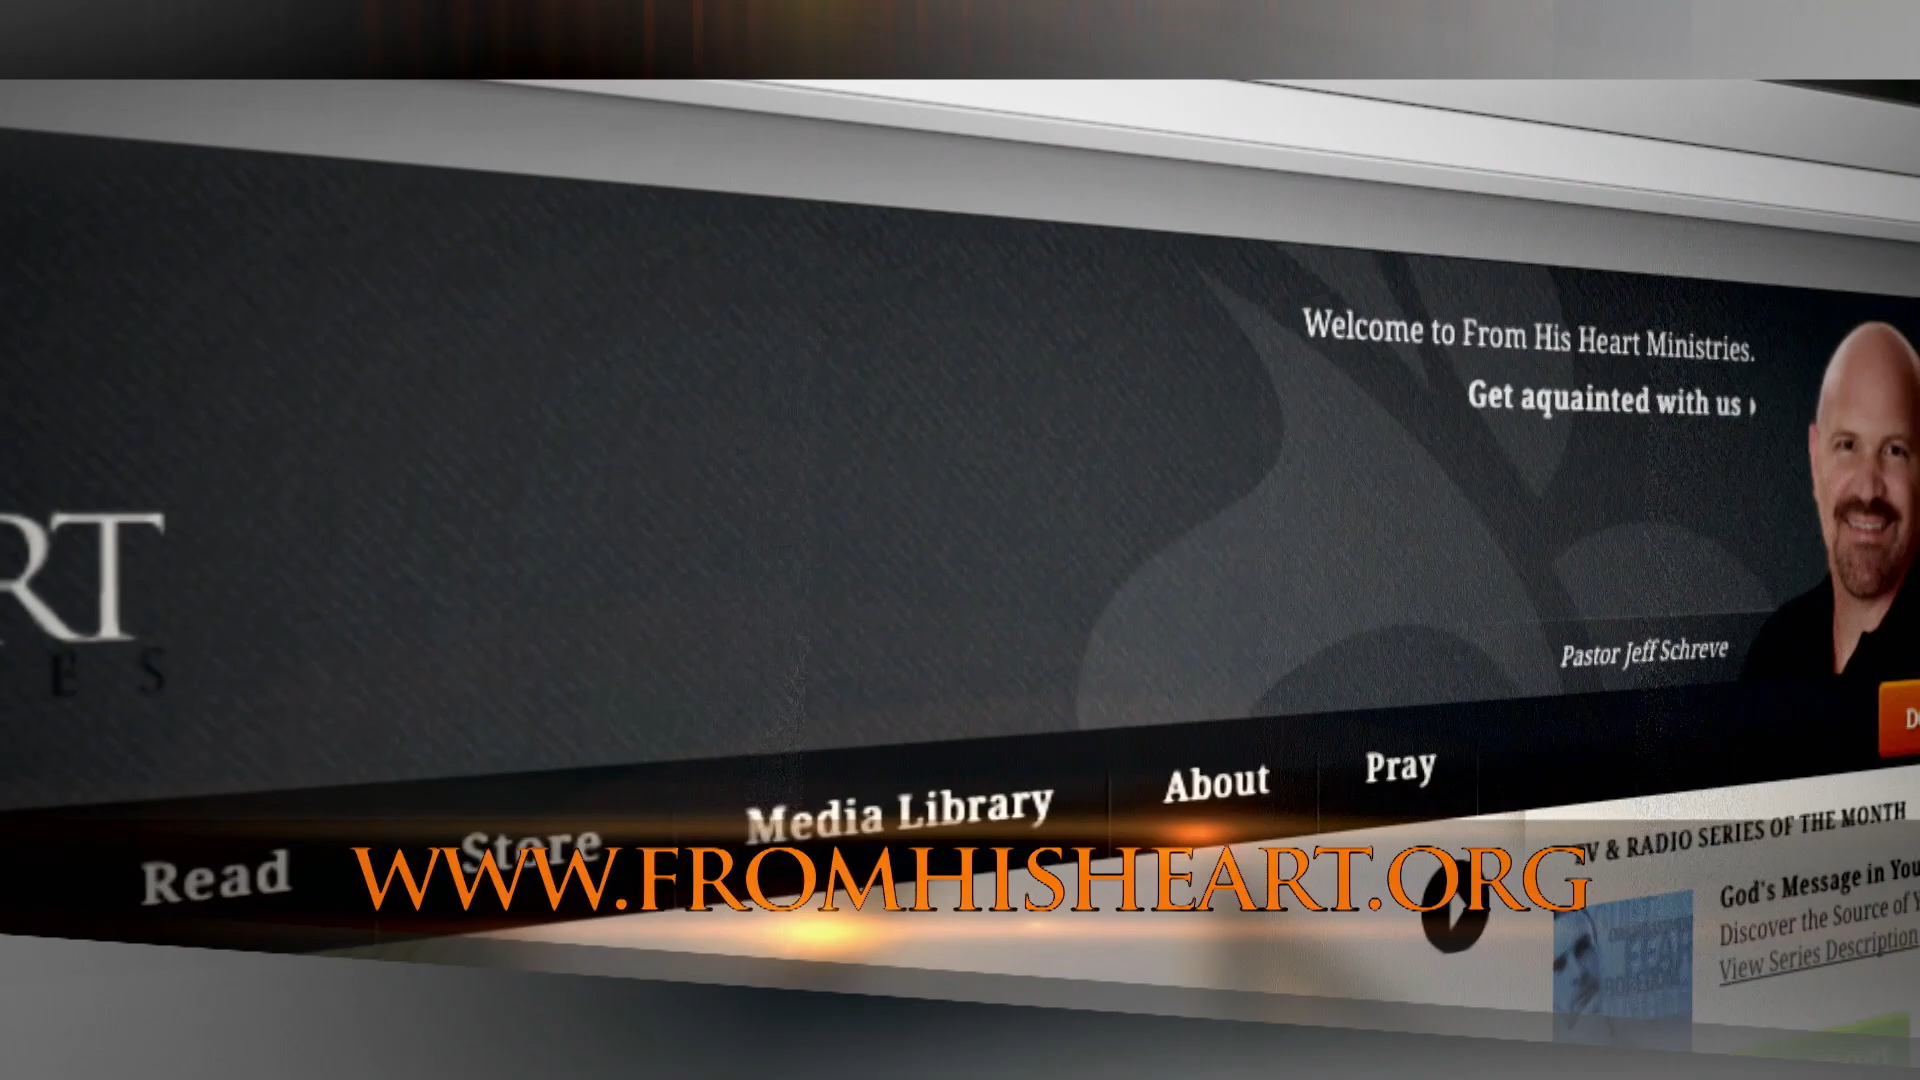 Welcome to From His Heart Ministries.
Get aquainted with us
RT
E S
Pastor Jeff Schreve
Read Store Media Library About Pray
WWW.FROMHISHEART.ORG
& RADIO SERIES OF THE MONTH
God's Message in
Discover the Source of
View Series Description
FEAR